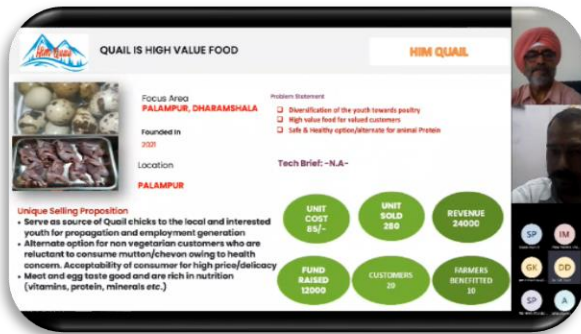 Him Quail
QUAIL IS HIGH VALUE FOOD
HIM QUAIL
Focus Area
PALAMPUR, DHARAMSHALA
Founded In
2021
Location
PALAMPUR
Problem Statement
Diversification of the youth towards poultry
High value food for valued customers
Safe & Healthy option/alternate for animal Protein
Tech Brief: -N.A-
Unique Selling Proposition
• Serve as source of Quail chicks to the local and interested
youth for propagation and employment generation
• Alternate option for non vegetarian customers who are
reluctant to consume mutton/chevon owing to health
concern. Acceptability of consumer for high price/delicacy
• Meat and egg taste good and are rich in nutrition
(vitamins, protein, minerals etc.)
UNIT
COST
85/-
UNIT
SOLD
280
REVENUE
24000
FUND
RAISED
12000
CUSTOMERS
20
FARMERS
BENEFITTED
10
SP
IM
GK
DD
SP
A